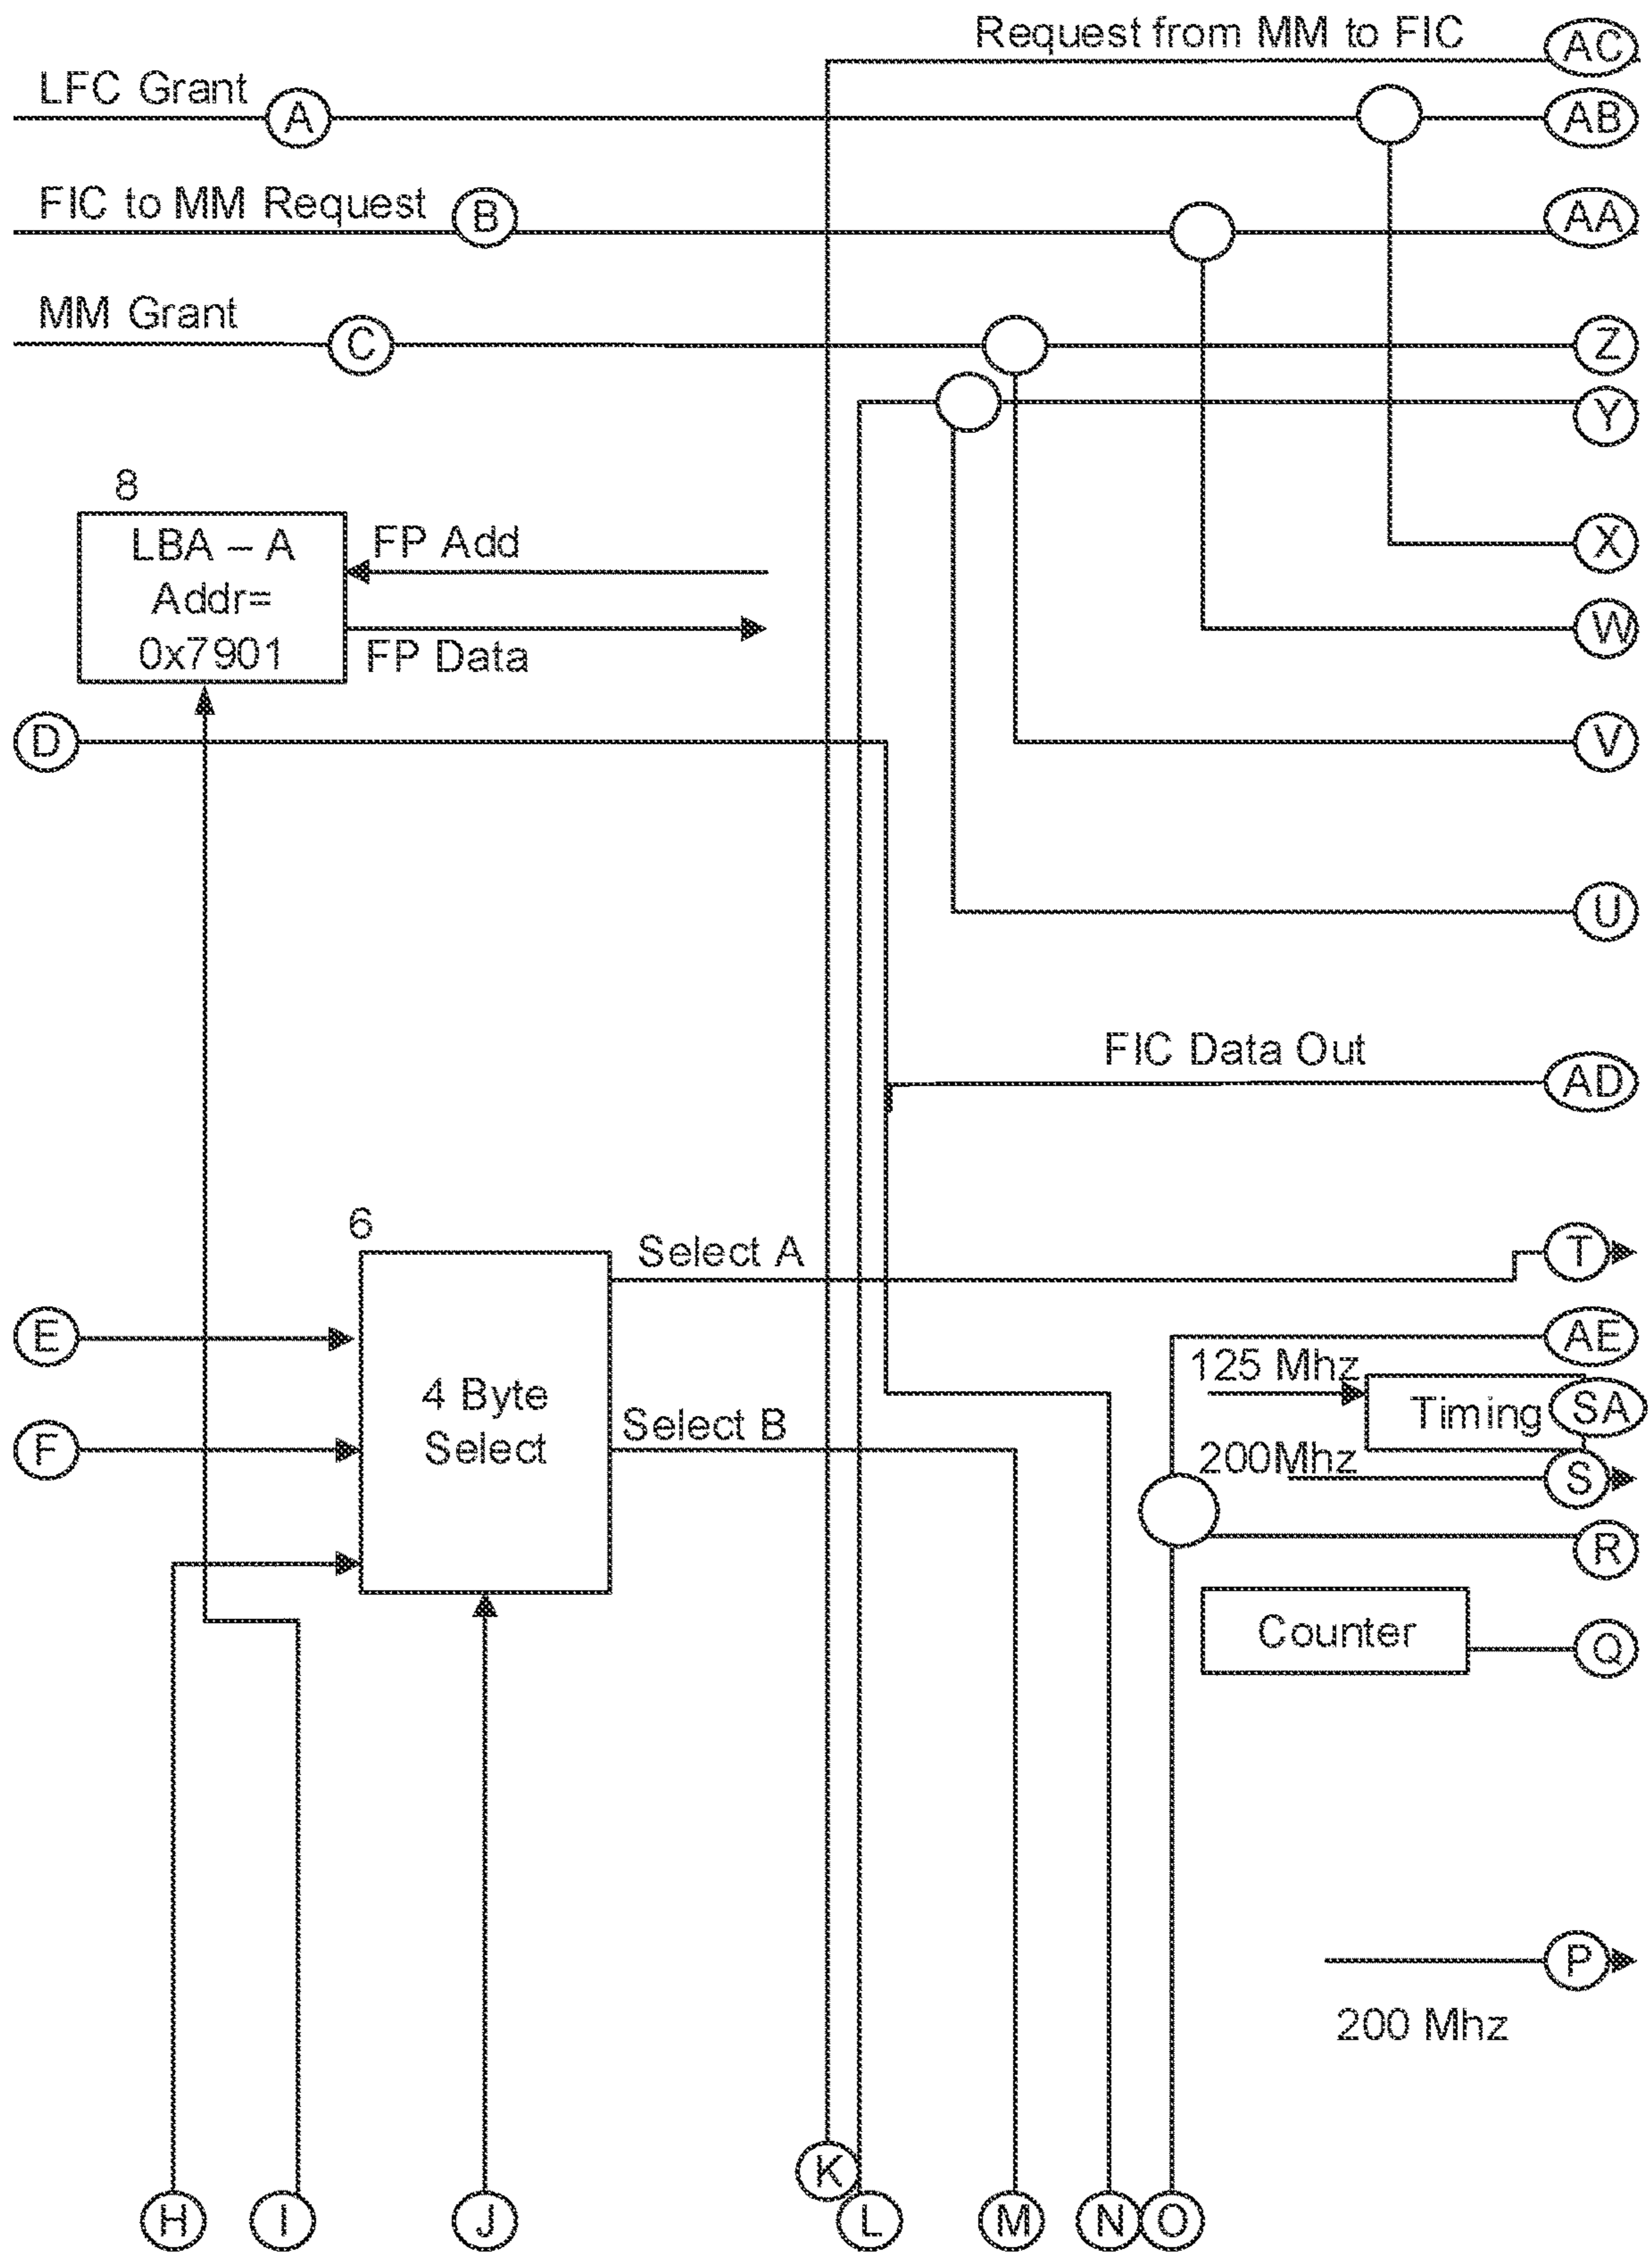 Request from MM to FIC
AC
LFC Grant
A
AB
FIC to MM Request
B
AA
MM Grant
C
Z
Y
8
LBA – A
Addr=
0x7901
FP Add
FP Data
X
W
D
V
U
FIC Data Out
AD
6
Select A
T
E
AE
125 Mhz
4 Byte
Select
Timing
SA
Select B
F
200Mhz
S
R
Counter
Q
P
200 Mhz
K
H
I
J
L
M
N
O